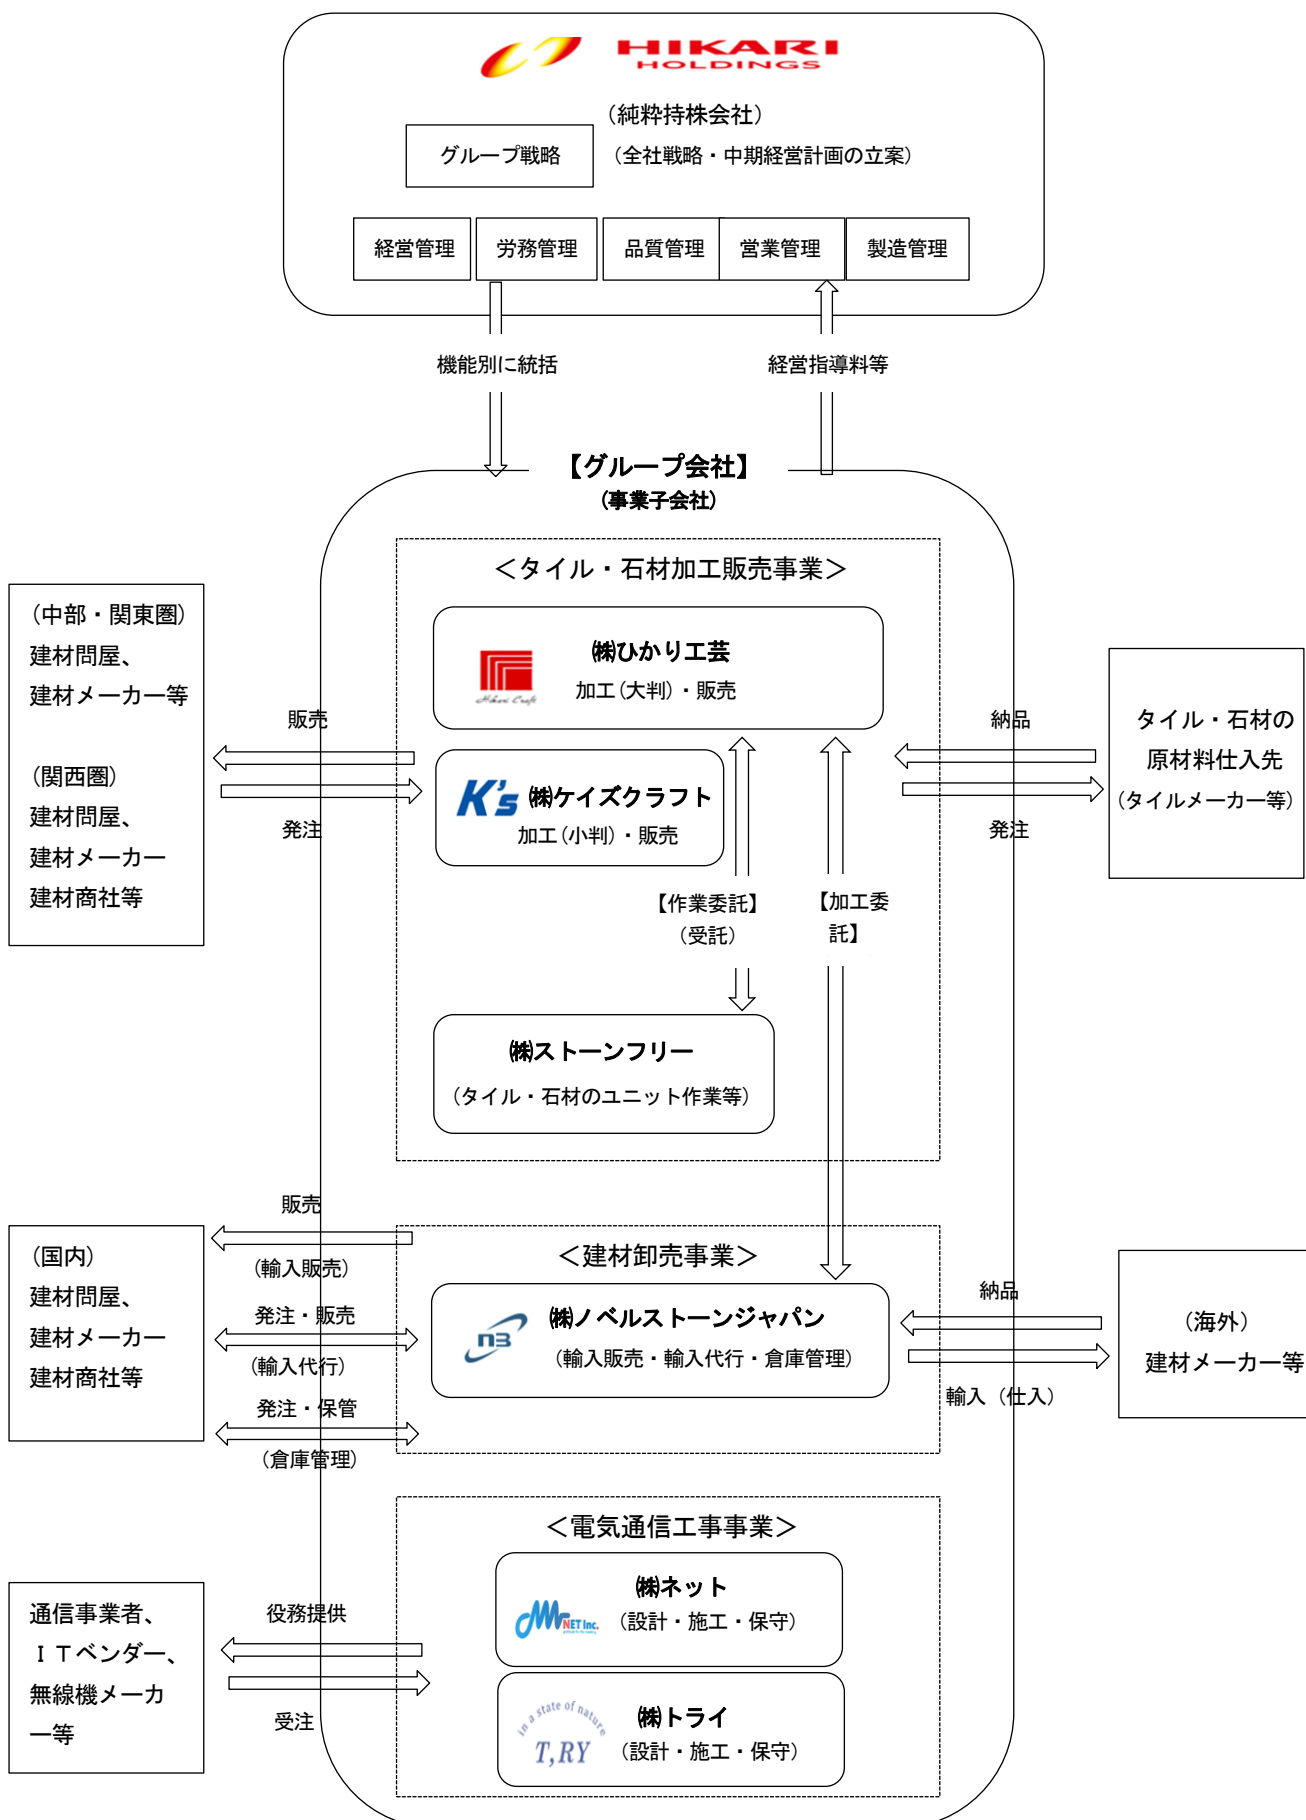 HIKARI
HOLDINGS
（純粋持株会社）
グループ戦略
（全社戦略・中期経営計画の立案）
経営管理
労務管理
品質管理
営業管理
製造管理
機能別に統括
経営指導料等
【グループ会社】
(事業子会社)
＜タイル・石材加工販売事業＞
㈱ひかり工芸
加工(大判)・販売
Hikari Craft
K's
㈱ケイズクラフト
加工(小判)・販売
【作業委託】
(受託)
【加工委
託】
㈱ストーンフリー
(タイル・石材のユニット作業等)
(中部・関東圏)
建材問屋、
建材メーカー等
(関西圏)
建材問屋、
建材メーカー
建材商社等
販売
発注
納品
発注
タイル・石材の
原材料仕入先
(タイルメーカー等)
＜建材卸売事業＞
㈱ノベルストーンジャパン
n3
(輸入販売・輸入代行・倉庫管理)
(国内)
建材問屋、
建材メーカー
建材商社等
販売
(輸入販売)
発注・販売
(輸入代行)
発注・保管
(倉庫管理)
納品
輸入（仕入）
（海外）
建材メーカー等
＜電気通信工事事業＞
㈱ネット
NET Inc.
(設計・施工・保守)
in a state of nature
T,RY
㈱トライ
(設計・施工・保守)
通信事業者、
ＩＴベンダー、
無線機メーカ
ー等
役務提供
受注